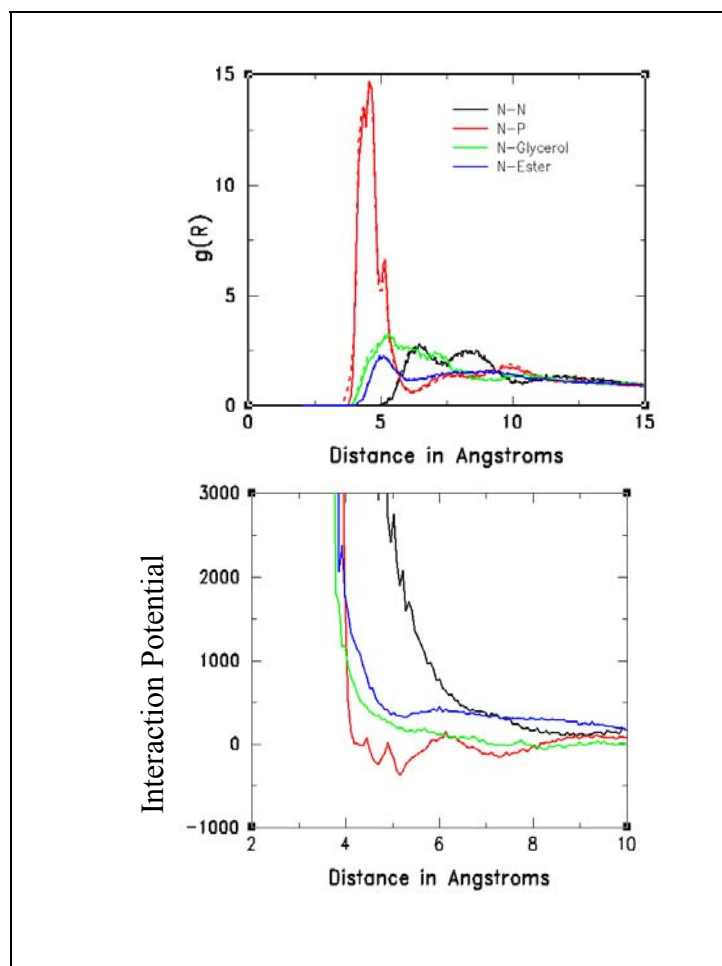 15
10
5
0
g(R)
N-N
N-P
N-Glycerol
N-Ester
0
5
10
15
Distance in Angstroms
3000
2000
1000
0
-1000
Interaction Potential
2
4
6
8
10
Distance in Angstroms